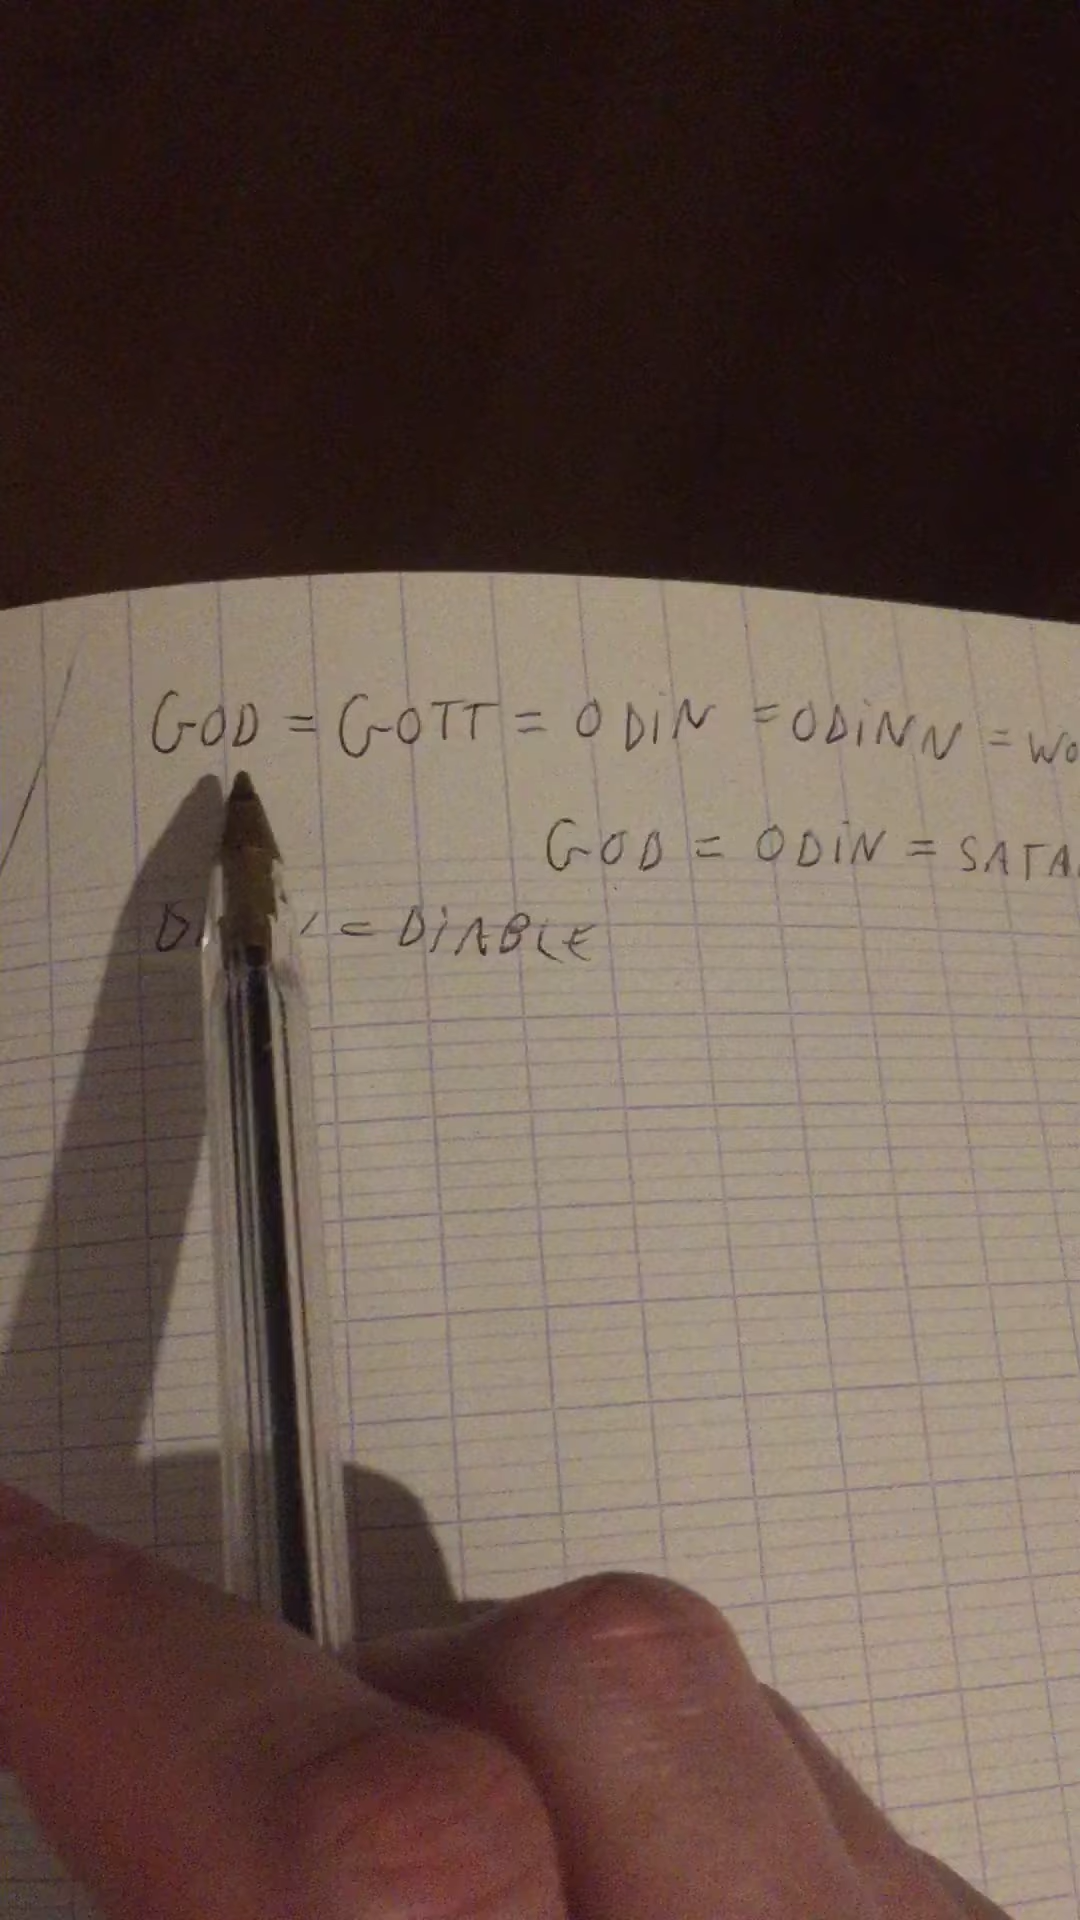 GOD = GOTT = ODiN = ODiNN =
GOD = ODiN =
= DiABLE